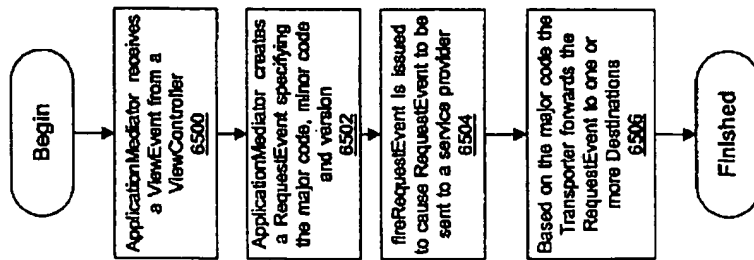 Begin
ApplicationMediator receives
a ViewEvent from a
ViewController
6500
ApplicationMediator creates
a RequestEvent specifying
the major code, minor code
and version
6502
fireRequestEvent is issued
to cause RequestEvent to be
sent to a service provider
6504
Based on the major code the
Transporter forwards the
RequestEvent to one or
more Destinations
6506
Finished